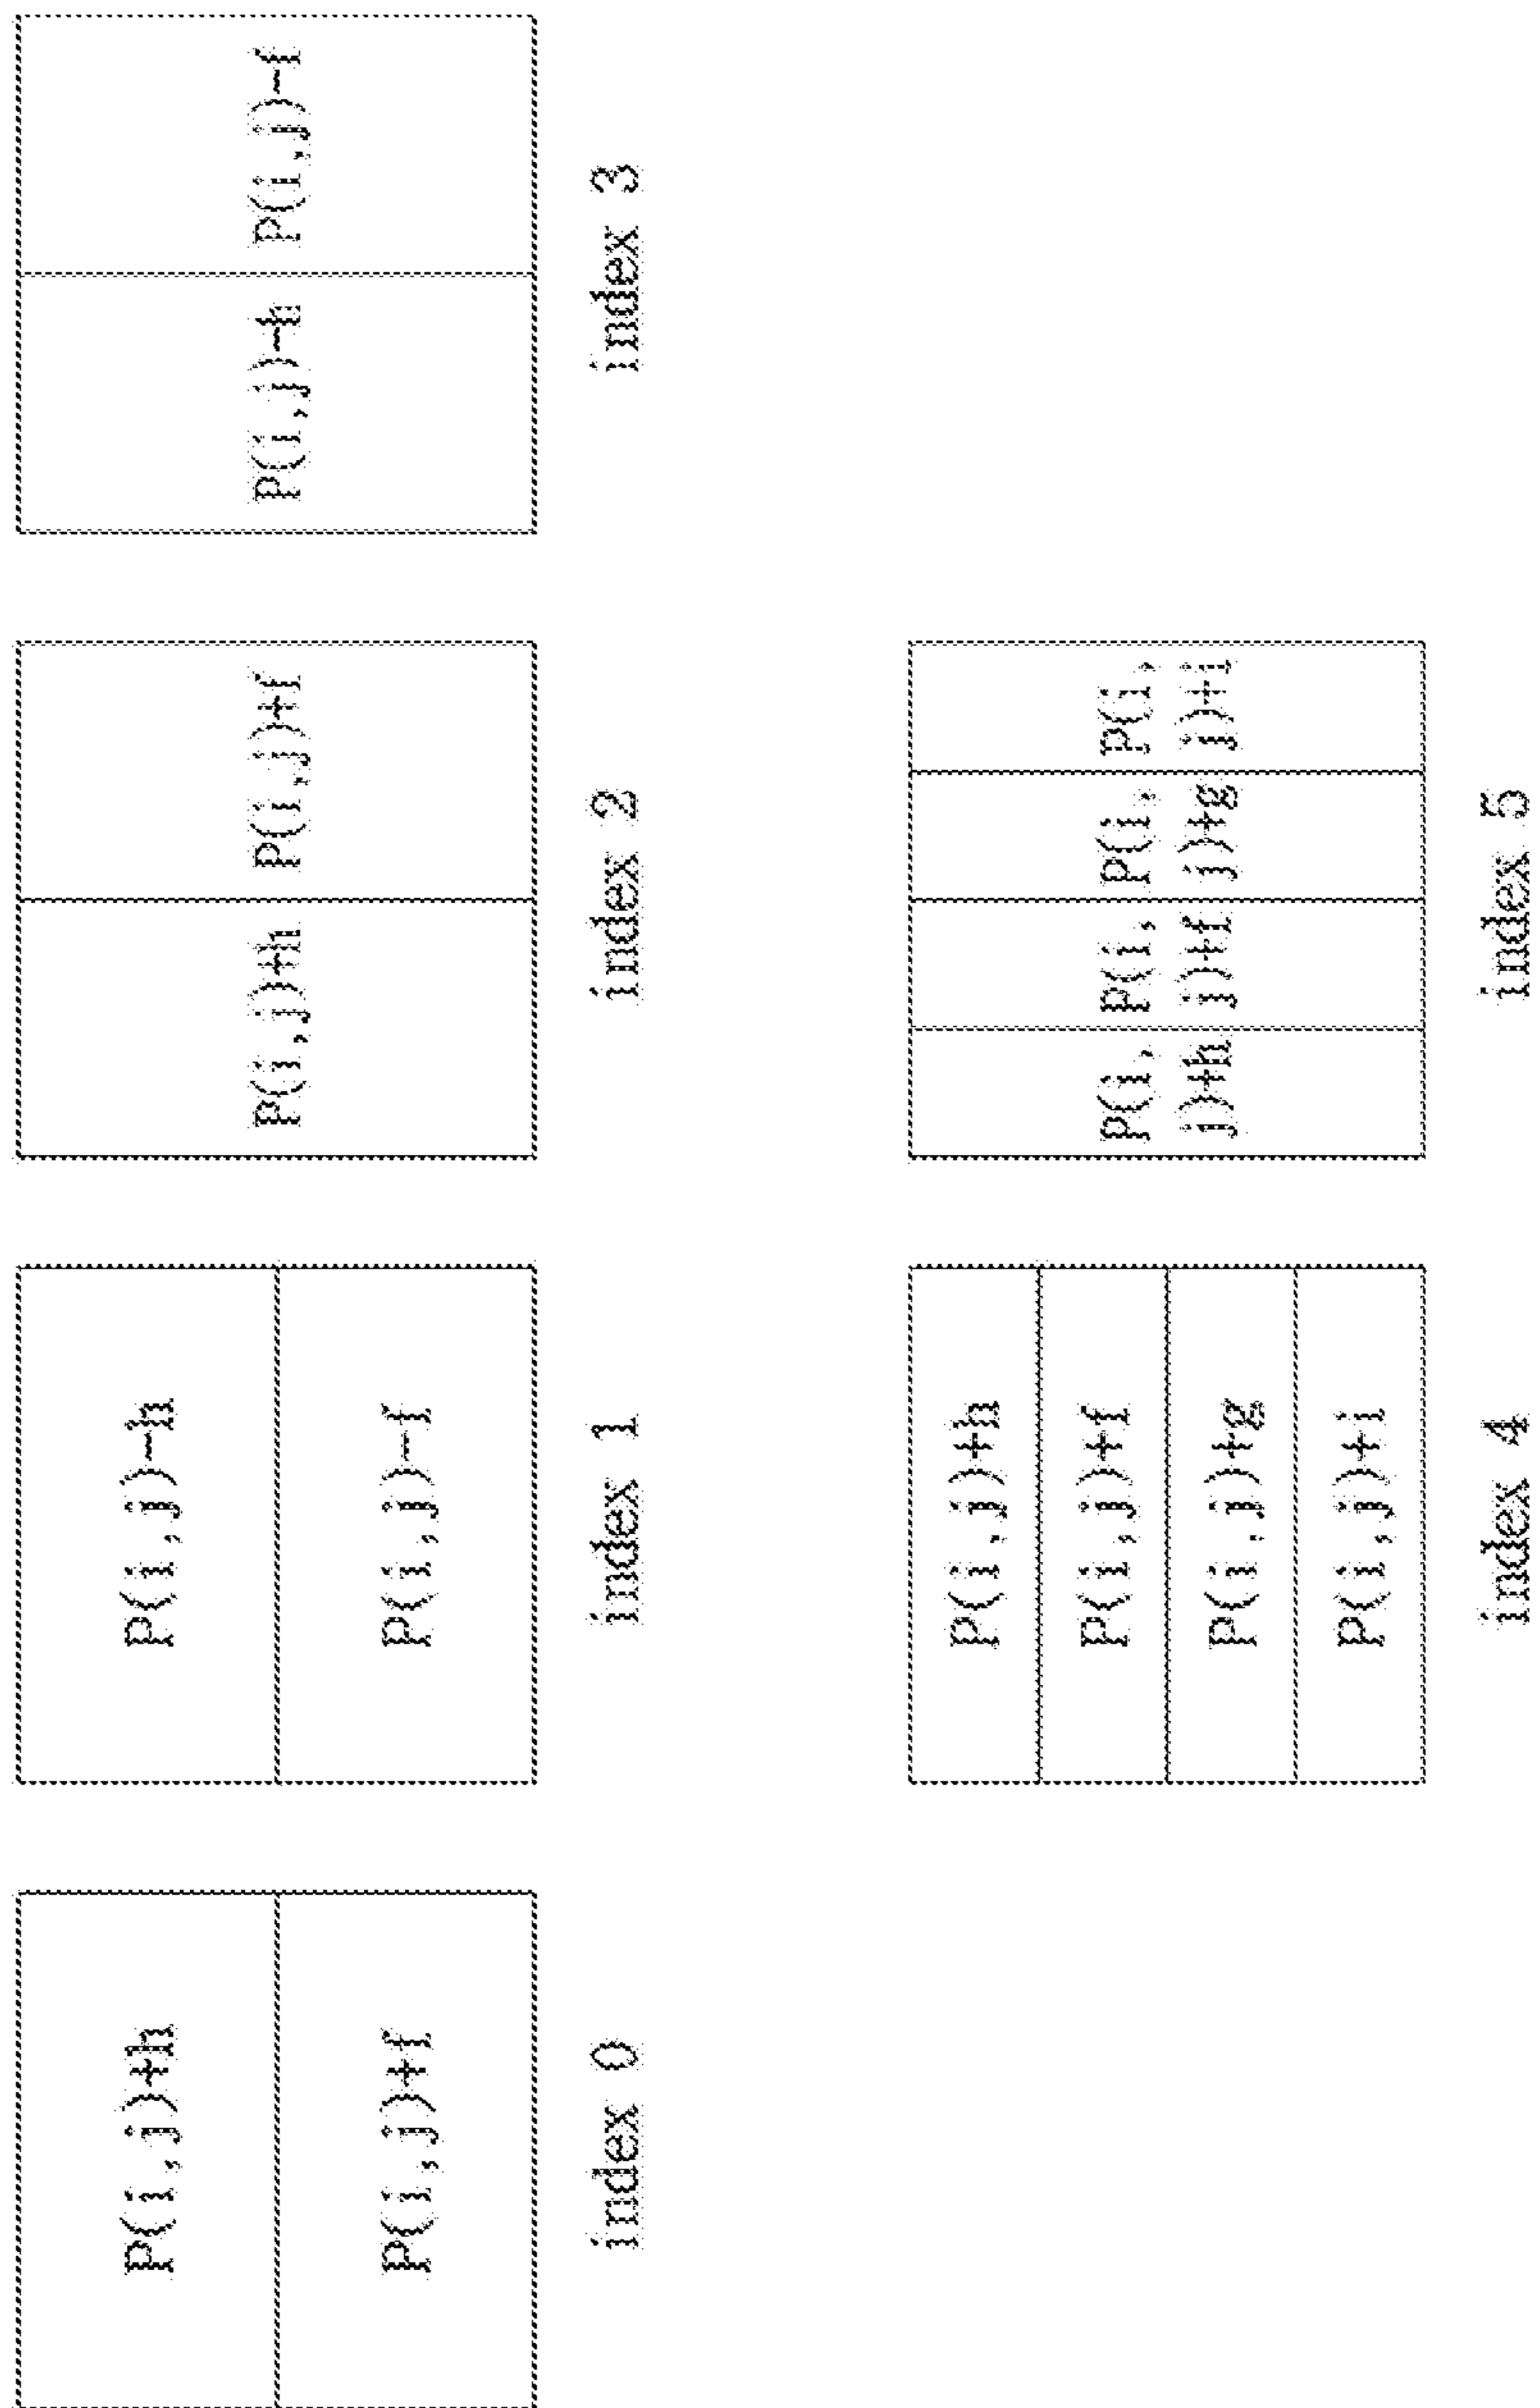 P(i,j)+h
P(i,j)+f
index 0
P(i,j)-h
P(i,j)-f
index 1
P(i,j)+h
P(i,j)+f
index 2
P(i,j)-h
P(i,j)-f
index 3
P(i,j)+h
P(i,j)+f
P(i,j)+g
P(i,j)+i
index 4
P(i,
j)+h
P(i,
j)+f
P(i,
j)+g
P(i,
j)+i
index 5